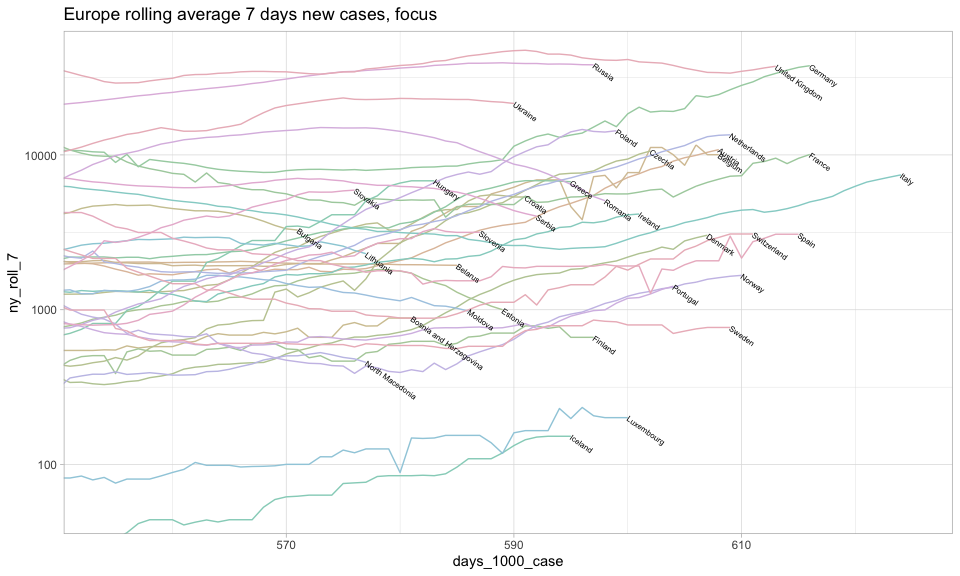 Europe rolling average 7 days new cases, focus
ny_roll_7
10000
1000
100
Russia
United Kingdom
Germany
Ukraine
Poland
Netherlands
Czechia
Austria
Belgium
France
Italy
Hungary
Slovakia
Greece
Croatia
Romania
Serbia
Ireland
Bulgaria
Slovenia
Denmark
Switzerland
Spain
Lithuania
Belarus
Norway
Portugal
Estonia
Moldova
Bosnia and Herzegovina
Finland
Sweden
North Macedonia
Luxembourg
Iceland
570
590
610
days_1000_case